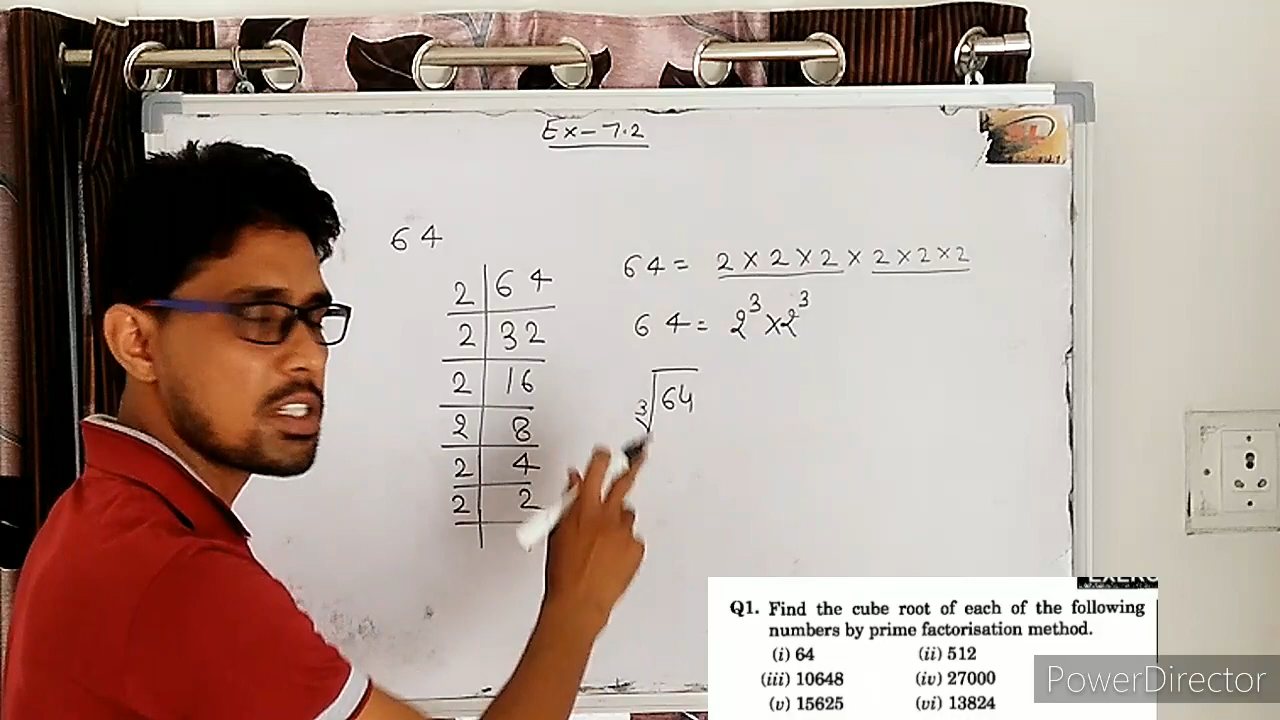 Ex-7.2
64
64 = 2×2×2×2×2×2
2|64
2|32
2|16
2|8
2|4
2|2
64 = 2³×2³
³√64
Q1. Find the cube root of each of the following
numbers by prime factorisation method.
(i) 64 (ii) 512
(iii) 10648 (iv) 27000
(v) 15625 (vi) 13824
PowerDirector